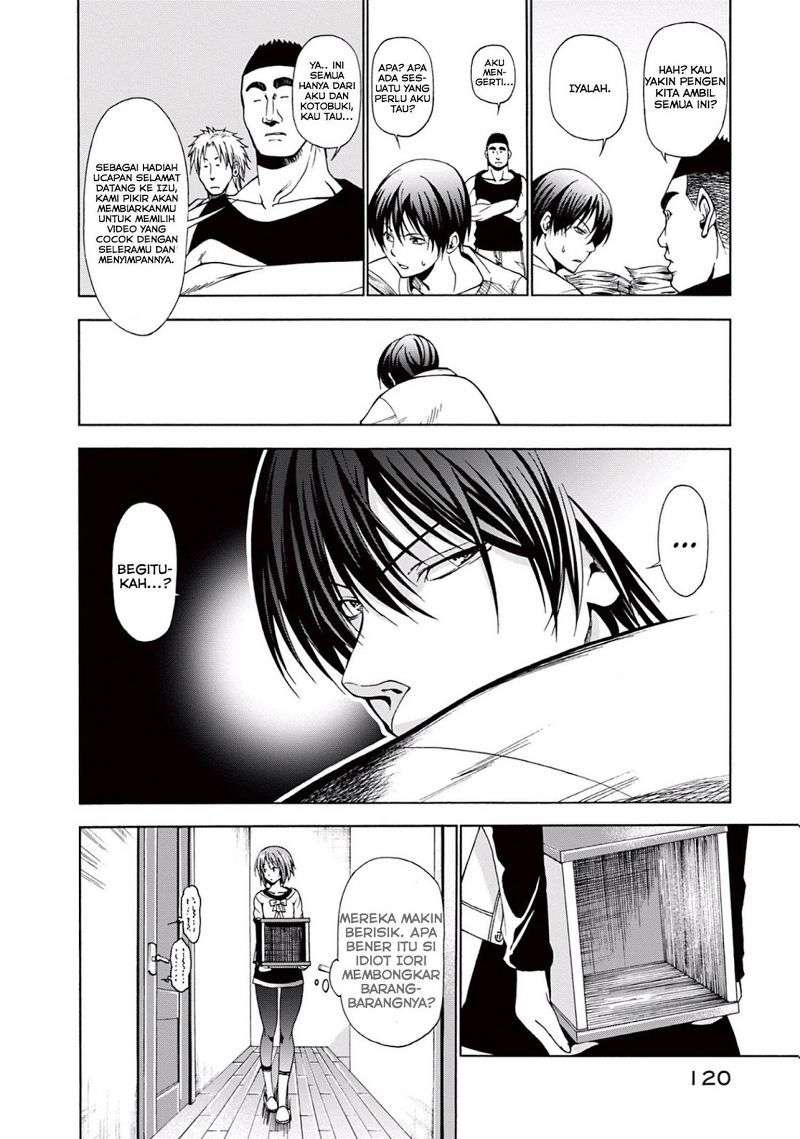 HAH? KAU
YAKIN PENGEN
KITA AMBIL
SEMUA INI?
IYALAH.
AKU
MEN-
GERTI...
APA? APA
ADA SES-
UATU YANG
PERLU AKU
TAHU?
YA.. INI
SEMUA
HANYA DARI
AKU DAN
KOTOBUKI,
KAU TAU...
SEBAGAI HADIAH
UCAPAN SELAMAT
DATANG KE IZU,
KAMI PIKIR AKAN
MEMBIARKANMU
UNTUK MEMILIH
VIDEO YANG
COCOK DENGAN
SELERAMU DAN
MENYIMPANNYA.
...
BEGITU-
KAH...?
MEREKA MAKIN
BERISIK. APA
BENER ITU SI
IDIOT IORI
MEMBONGKAR
BARANG-
BARANGNYA?
120